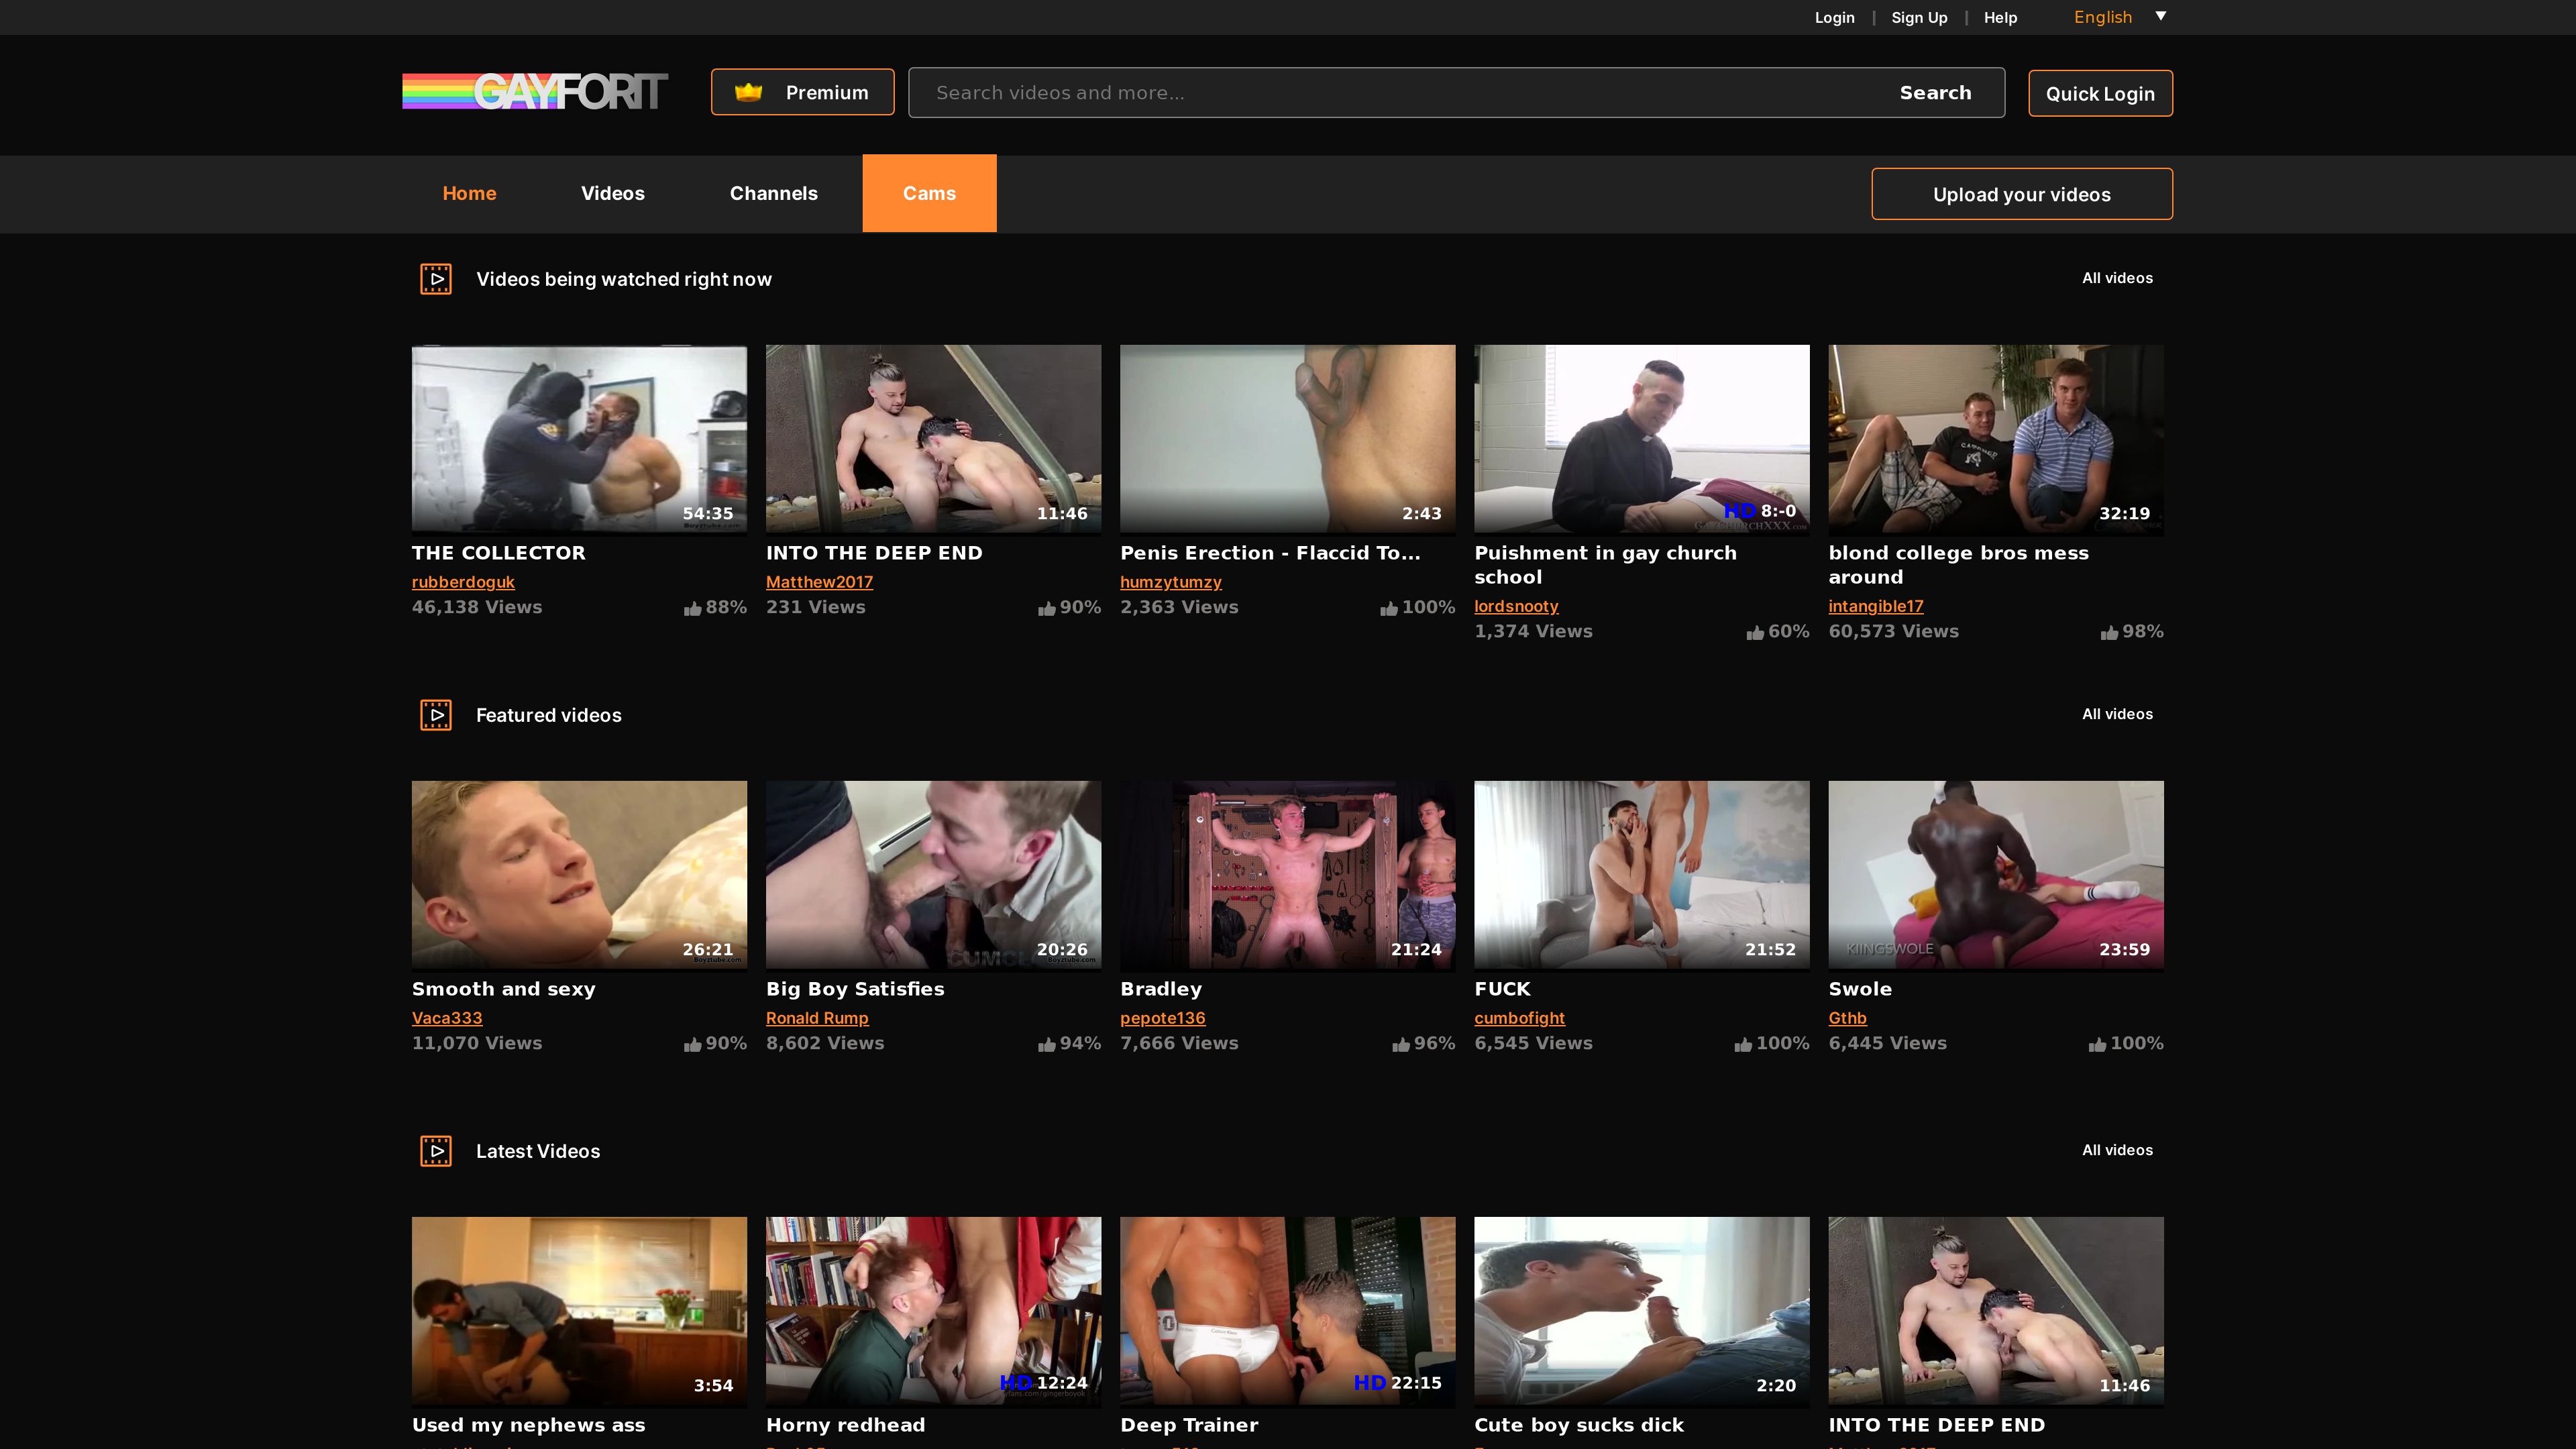 Login | Sign Up | Help English ▼
GAYFORIT
Premium
Search videos and more...
Search
Quick Login
Home
Videos
Channels
Cams
Upload your videos
Videos being watched right now
All videos
54:35
11:46
2:43
HD 8:-0
32:19
THE COLLECTOR
rubberdoguk
46,138 Views
88%
INTO THE DEEP END
Matthew2017
231 Views
90%
Penis Erection - Flaccid To...
humzytumzy
2,363 Views
100%
Puishment in gay church
school
lordsnooty
1,374 Views
60%
blond college bros mess
around
intangible17
60,573 Views
98%
Featured videos
All videos
26:21
20:26
21:24
21:52
KIINGSWOLE
23:59
Smooth and sexy
Vaca333
11,070 Views
90%
Big Boy Satisfies
Ronald Rump
8,602 Views
94%
Bradley
pepote136
7,666 Views
96%
FUCK
cumbofight
6,545 Views
100%
Swole
Gthb
6,445 Views
100%
Latest Videos
All videos
3:54
HD 12:24
HD 22:15
2:20
11:46
Used my nephews ass
Horny redhead
Deep Trainer
Cute boy sucks dick
INTO THE DEEP END